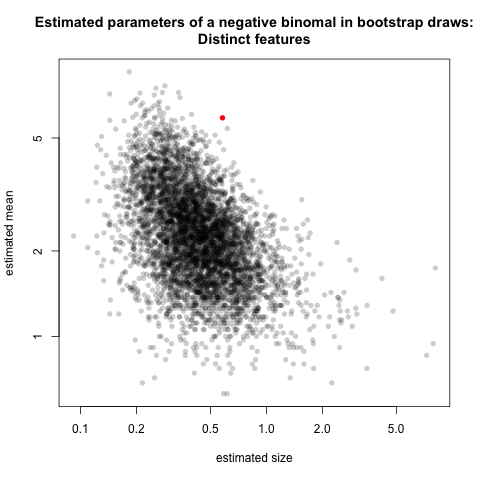 Estimated parameters of a negative binomal in bootstrap draws:
Distinct features
5
2
1
estimated mean
0.1 0.2 0.5 1.0 2.0 5.0
estimated size